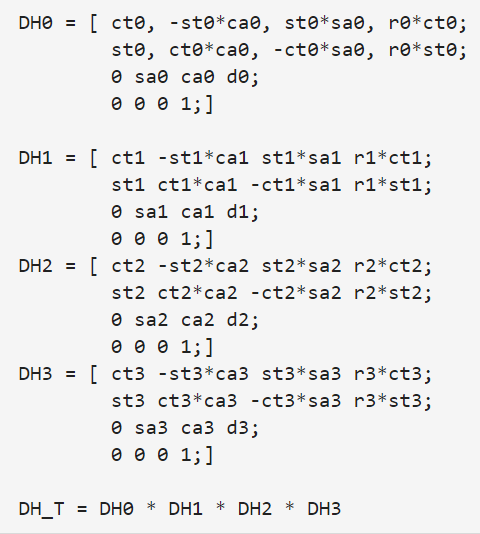 DH0 = [ ct0, -st0*ca0, st0*sa0, r0*ct0;
st0, ct0*ca0, -ct0*sa0, r0*st0;
0 sa0 ca0 d0;
0 0 0 1;]
DH1 = [ ct1 -st1*ca1 st1*sa1 r1*ct1;
st1 ct1*ca1 -ct1*sa1 r1*st1;
0 sa1 ca1 d1;
0 0 0 1;]
DH2 = [ ct2 -st2*ca2 st2*sa2 r2*ct2;
st2 ct2*ca2 -ct2*sa2 r2*st2;
0 sa2 ca2 d2;
0 0 0 1;]
DH3 = [ ct3 -st3*ca3 st3*sa3 r3*ct3;
st3 ct3*ca3 -ct3*sa3 r3*st3;
0 sa3 ca3 d3;
0 0 0 1;]
DH_T = DH0 * DH1 * DH2 * DH3